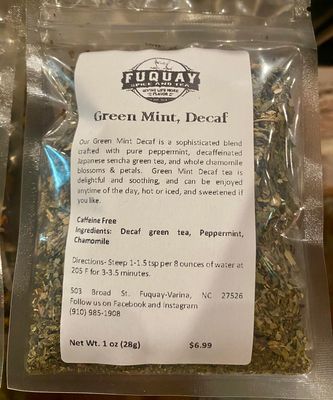 FUQUAY
SPICE AND TEA
GIVING LIFE MORE
FLAVOR
Green Mint, Decaf
Our Green Mint Decaf is a sophisticated blend
crafted with pure peppermint, decaffeinated
Japanese sencha green tea, and whole chamomile
blossoms & petals. Green Mint Decaf tea is
delightful and soothing, and can be enjoyed
anytime of the day, hot or iced, and sweetened if
you like.
Caffeine Free
Ingredients: Decaf green tea, Peppermint,
Chamomile
Directions- Steep 1-1.5 tsp per 8 ounces of water at
205 F for 3-3.5 minutes.
503 Broad St. Fuquay-Varina, NC 27526
Follow us on Facebook and Instagram
(910) 985-1908
Net Wt. 1 oz (28g) $6.99